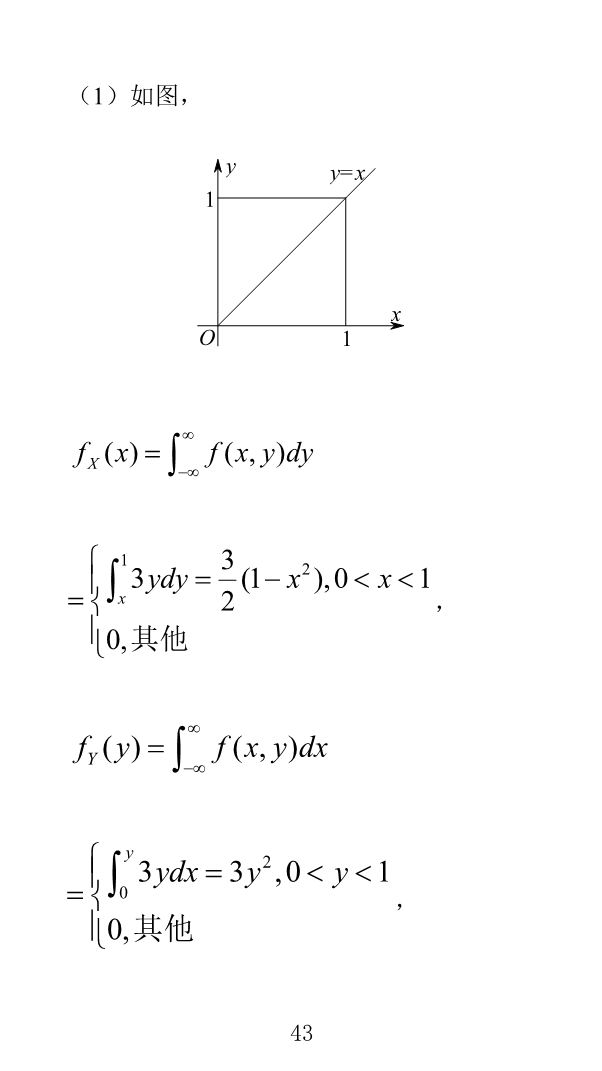 （1）如图，
y
y=x
1
x
O
1
f_X(x)=∫_{-∞}^{∞} f(x,y)dy
={∫_x^1 3ydy=3/2(1-x²),0<x<1
0,其他 ,
f_Y(y)=∫_{-∞}^{∞} f(x,y)dx
={∫_0^y 3ydx=3y²,0<y<1
0,其他 ,
43